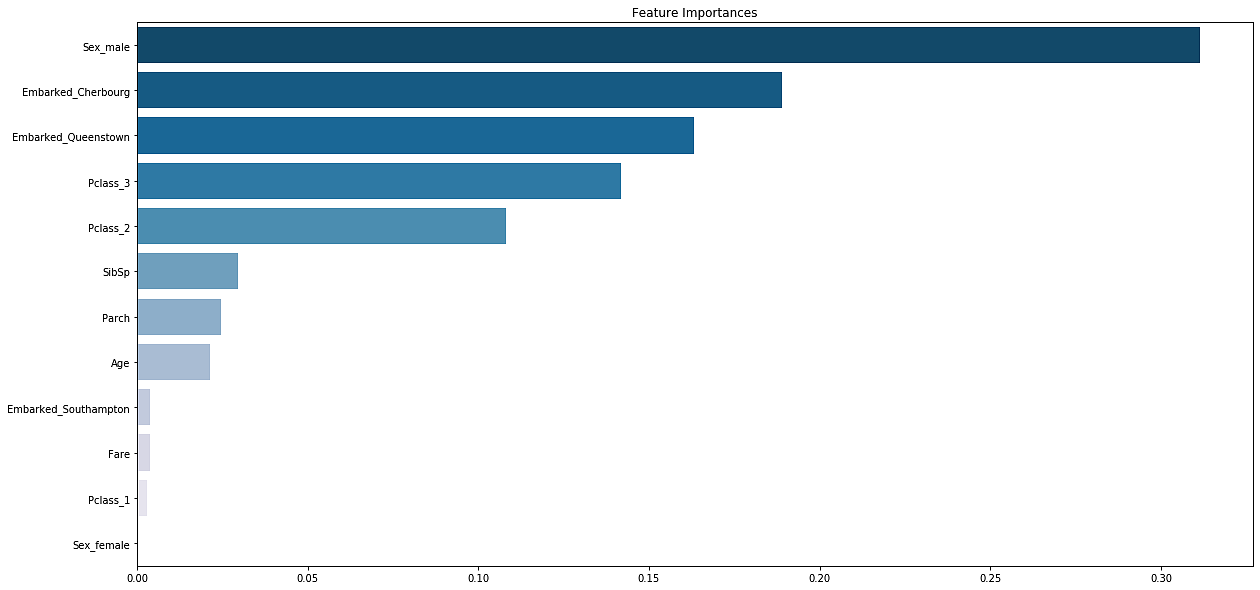 Feature Importances
Sex_male
Embarked_Cherbourg
Embarked_Queenstown
Pclass_3
Pclass_2
SibSp
Parch
Age
Embarked_Southampton
Fare
Pclass_1
Sex_female
0.00 0.05 0.10 0.15 0.20 0.25 0.30